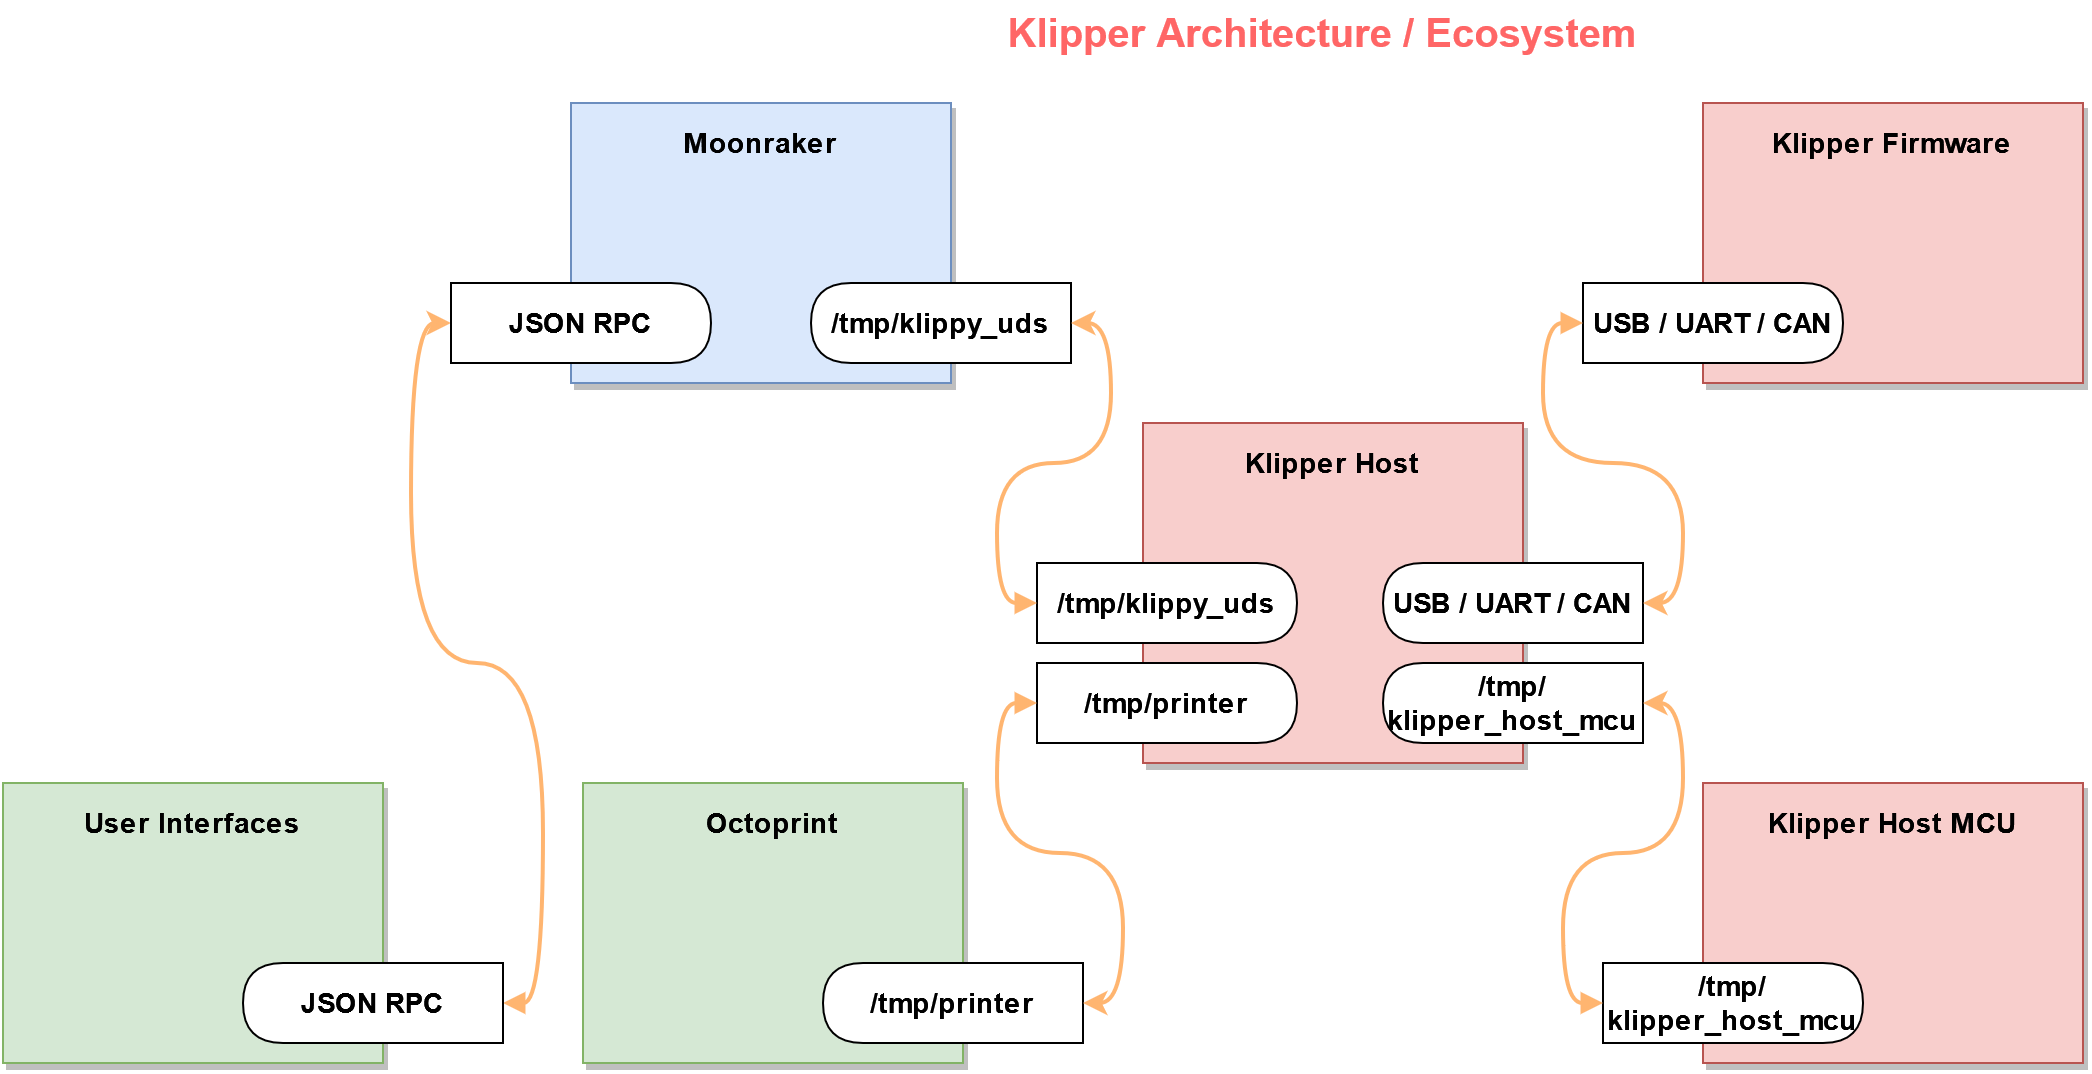 Klipper Architecture / Ecosystem
Moonraker
Klipper Firmware
JSON RPC
/tmp/klippy_uds
USB / UART / CAN
Klipper Host
/tmp/klippy_uds
USB / UART / CAN
/tmp/printer
/tmp/
klipper_host_mcu
User Interfaces
Octoprint
Klipper Host MCU
JSON RPC
/tmp/printer
/tmp/
klipper_host_mcu